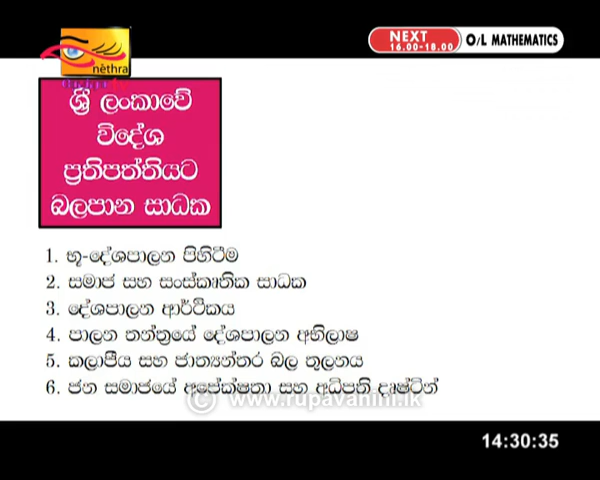 NEXT
16.00-18.00
O/L MATHEMATICS
nēthra
ශ්‍රී ලංකාවේ
විදේශ
ප්‍රතිපත්තියට
බලපාන සාධක
1. භූ-දේශපාලන පිහිටීම
2. සමාජ සහ සංස්කෘතික සාධක
3. දේශපාලන ආර්ථිකය
4. පාලන තන්ත්‍රයේ දේශපාලන අභිලාෂ
5. කලාපීය සහ ජාත්‍යන්තර බල තුලනය
6. ජන සමාජයේ අපේක්ෂතා සහ අධිපති දෘෂ්ටීන්
© www.rupavahini.lk
14:30:35